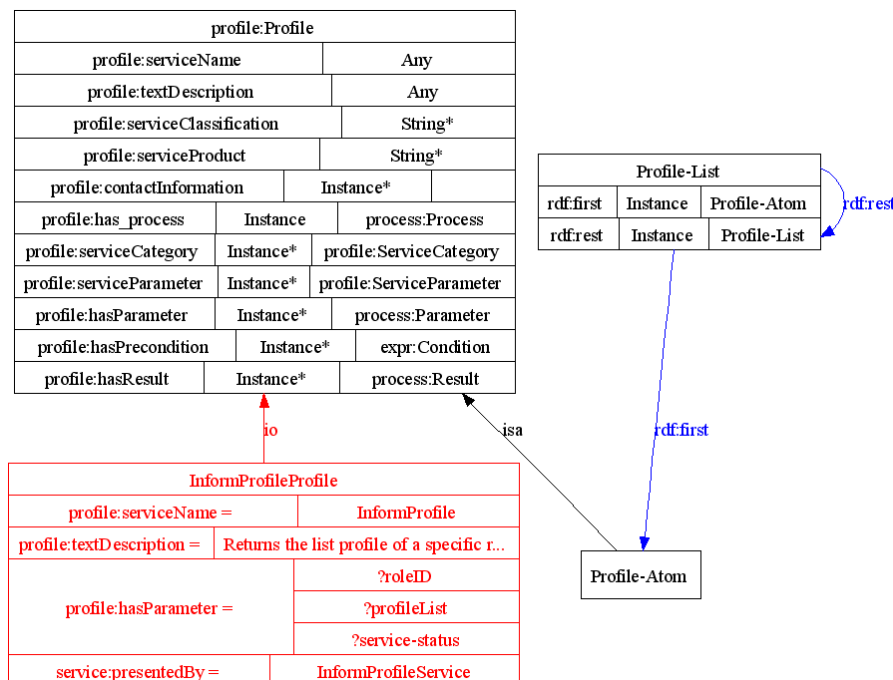 profile:Profile
profile:serviceName Any
profile:textDescription Any
profile:serviceClassification String*
profile:serviceProduct String*
profile:contactInformation Instance*
profile:has_process Instance process:Process
profile:serviceCategory Instance* profile:ServiceCategory
profile:serviceParameter Instance* profile:ServiceParameter
profile:hasParameter Instance* process:Parameter
profile:hasPrecondition Instance* expr:Condition
profile:hasResult Instance* process:Result
Profile-List
rdf:first Instance Profile-Atom
rdf:rest Instance Profile-List
rdf:rest
io
isa
rdf:first
InformProfileProfile
profile:serviceName = InformProfile
profile:textDescription = Returns the list profile of a specific r...
profile:hasParameter =
?roleID
?profileList
?service-status
service:presentedBy = InformProfileService
Profile-Atom